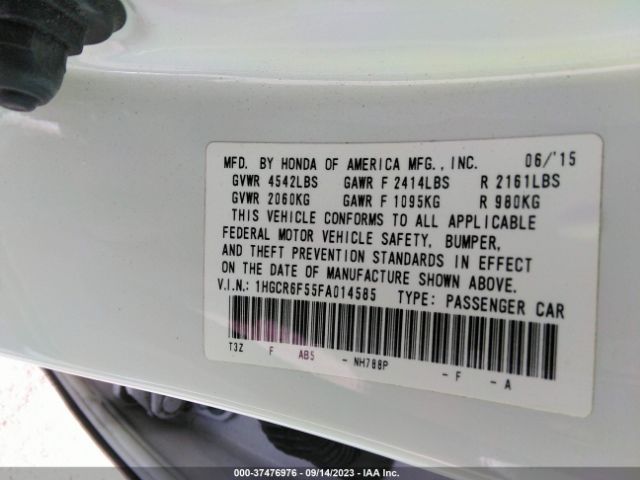 MFD. BY HONDA OF AMERICA MFG., INC. 06/'15
GVWR 4542LBS GAWR F 2414LBS R 2161LBS
GVWR 2060KG GAWR F 1095KG R 980KG
THIS VEHICLE CONFORMS TO ALL APPLICABLE
FEDERAL MOTOR VEHICLE SAFETY, BUMPER,
AND THEFT PREVENTION STANDARDS IN EFFECT
ON THE DATE OF MANUFACTURE SHOWN ABOVE.
V.I.N.: 1HGCR6F55FA014585 TYPE: PASSENGER CAR
T3Z F AB5 - NH788P - F - A
000-37476976 - 09/14/2023 - IAA Inc.